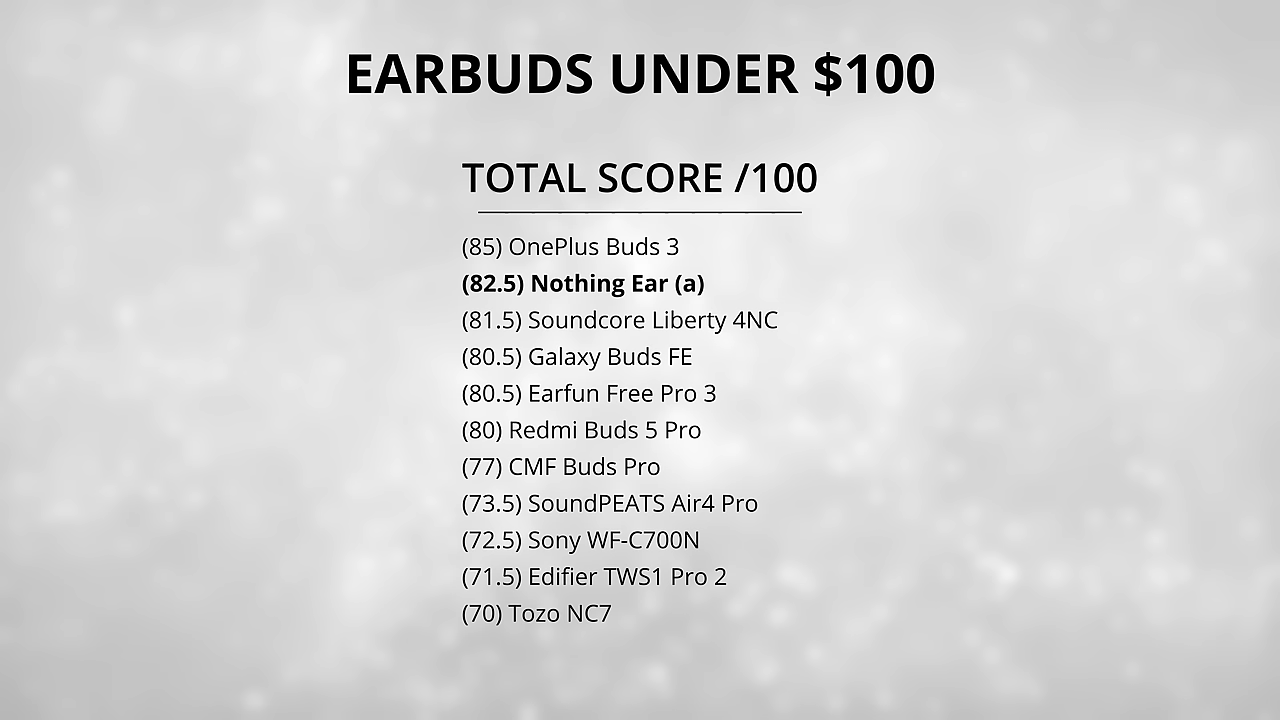 EARBUDS UNDER $100
TOTAL SCORE /100
(85) OnePlus Buds 3
(82.5) Nothing Ear (a)
(81.5) Soundcore Liberty 4NC
(80.5) Galaxy Buds FE
(80.5) Earfun Free Pro 3
(80) Redmi Buds 5 Pro
(77) CMF Buds Pro
(73.5) SoundPEATS Air4 Pro
(72.5) Sony WF-C700N
(71.5) Edifier TWS1 Pro 2
(70) Tozo NC7